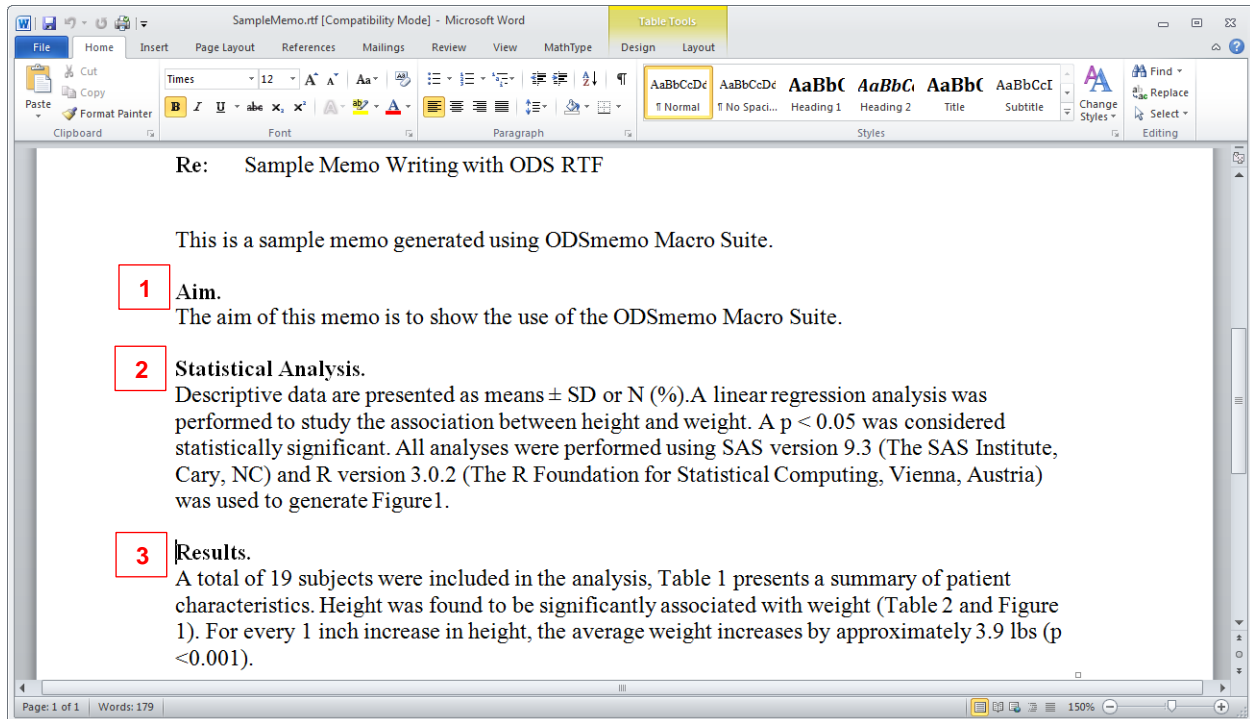 SampleMemo.rtf [Compatibility Mode] - Microsoft Word
Table Tools
File Home Insert Page Layout References Mailings Review View MathType Design Layout
Paste
Cut
Copy
Format Painter
Clipboard
Times 12 A A Aa
B I U abc x₂ x² A ab A
Font
Paragraph
AaBbCcDc AaBbCcDc AaBbC AaBbC AaBbC AaBbCcI
¶ Normal ¶ No Spaci... Heading 1 Heading 2 Title Subtitle
Change
Styles
Styles
Find
Replace
Select
Editing
Re: Sample Memo Writing with ODS RTF
This is a sample memo generated using ODSmemo Macro Suite.
1
Aim.
The aim of this memo is to show the use of the ODSmemo Macro Suite.
2
Statistical Analysis.
Descriptive data are presented as means ± SD or N (%).A linear regression analysis was
performed to study the association between height and weight. A p < 0.05 was considered
statistically significant. All analyses were performed using SAS version 9.3 (The SAS Institute,
Cary, NC) and R version 3.0.2 (The R Foundation for Statistical Computing, Vienna, Austria)
was used to generate Figure1.
3
Results.
A total of 19 subjects were included in the analysis, Table 1 presents a summary of patient
characteristics. Height was found to be significantly associated with weight (Table 2 and Figure
1). For every 1 inch increase in height, the average weight increases by approximately 3.9 lbs (p
<0.001).
Page: 1 of 1 Words: 179 150%